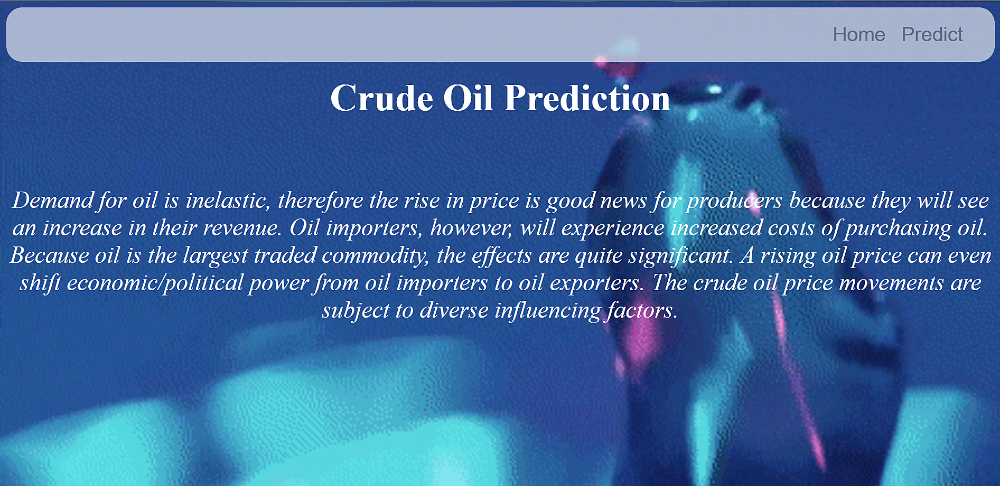 Home Predict
Crude Oil Prediction
Demand for oil is inelastic, therefore the rise in price is good news for producers because they will see
an increase in their revenue. Oil importers, however, will experience increased costs of purchasing oil.
Because oil is the largest traded commodity, the effects are quite significant. A rising oil price can even
shift economic/political power from oil importers to oil exporters. The crude oil price movements are
subject to diverse influencing factors.